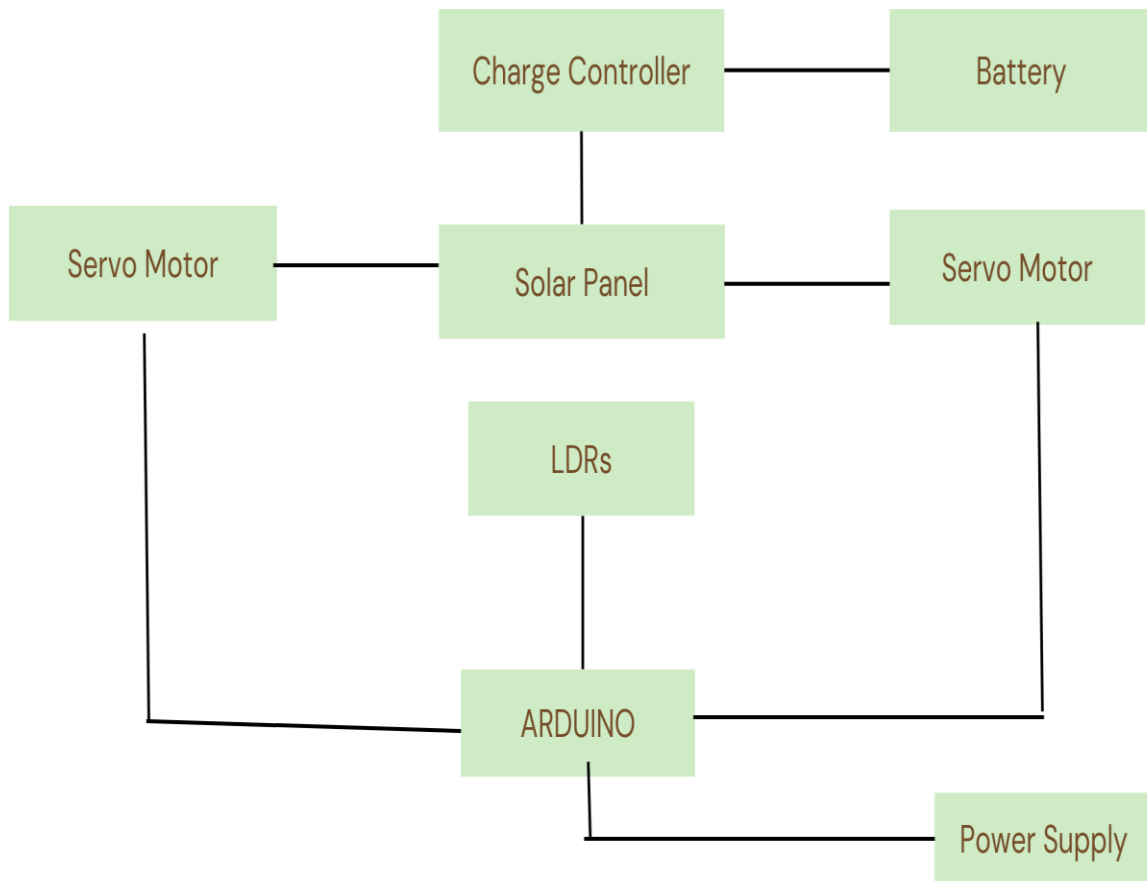 Charge Controller
Battery
Servo Motor
Solar Panel
Servo Motor
LDRs
ARDUINO
Power Supply